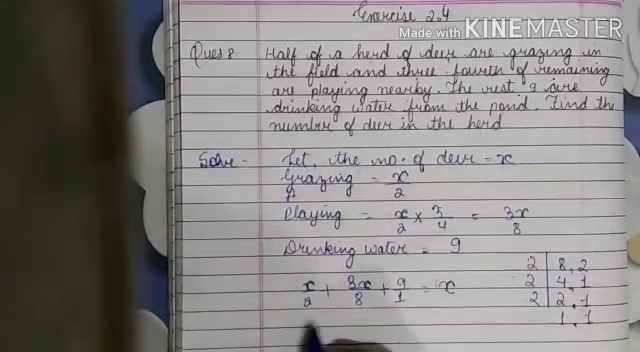 Exercise 2.4
Made with KINEMASTER
Ques 8 Half of a herd of deer are grazing in
the field and three fourth of remaining
are playing nearby. The rest 9 are
drinking water from the pond. Find the
number of deer in the herd
Solve - Let, the no. of deer = x
Grazing = x/2
Playing = x/2 × 3/4 = 3x/8
Drinking water = 9
x/2 + 3x/8 + 9/1 = x
2 | 8, 2
2 | 4, 1
2 | 2, 1
1, 1